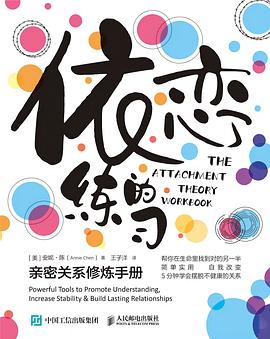 依恋
THE
ATTACHMENT
THEORY
WORKBOOK
的练习
[美] 安妮·陈 (Annie Chen) 著 王子洋 译
亲密关系修炼手册
Powerful Tools to Promote Understanding,
Increase Stability & Build Lasting Relationships
帮你在生命里找到对的另一半
简单实用 自我改变
5 分钟学会摆脱不健康的关系
中国工信出版集团
人民邮电出版社
POSTS & TELECOM PRESS